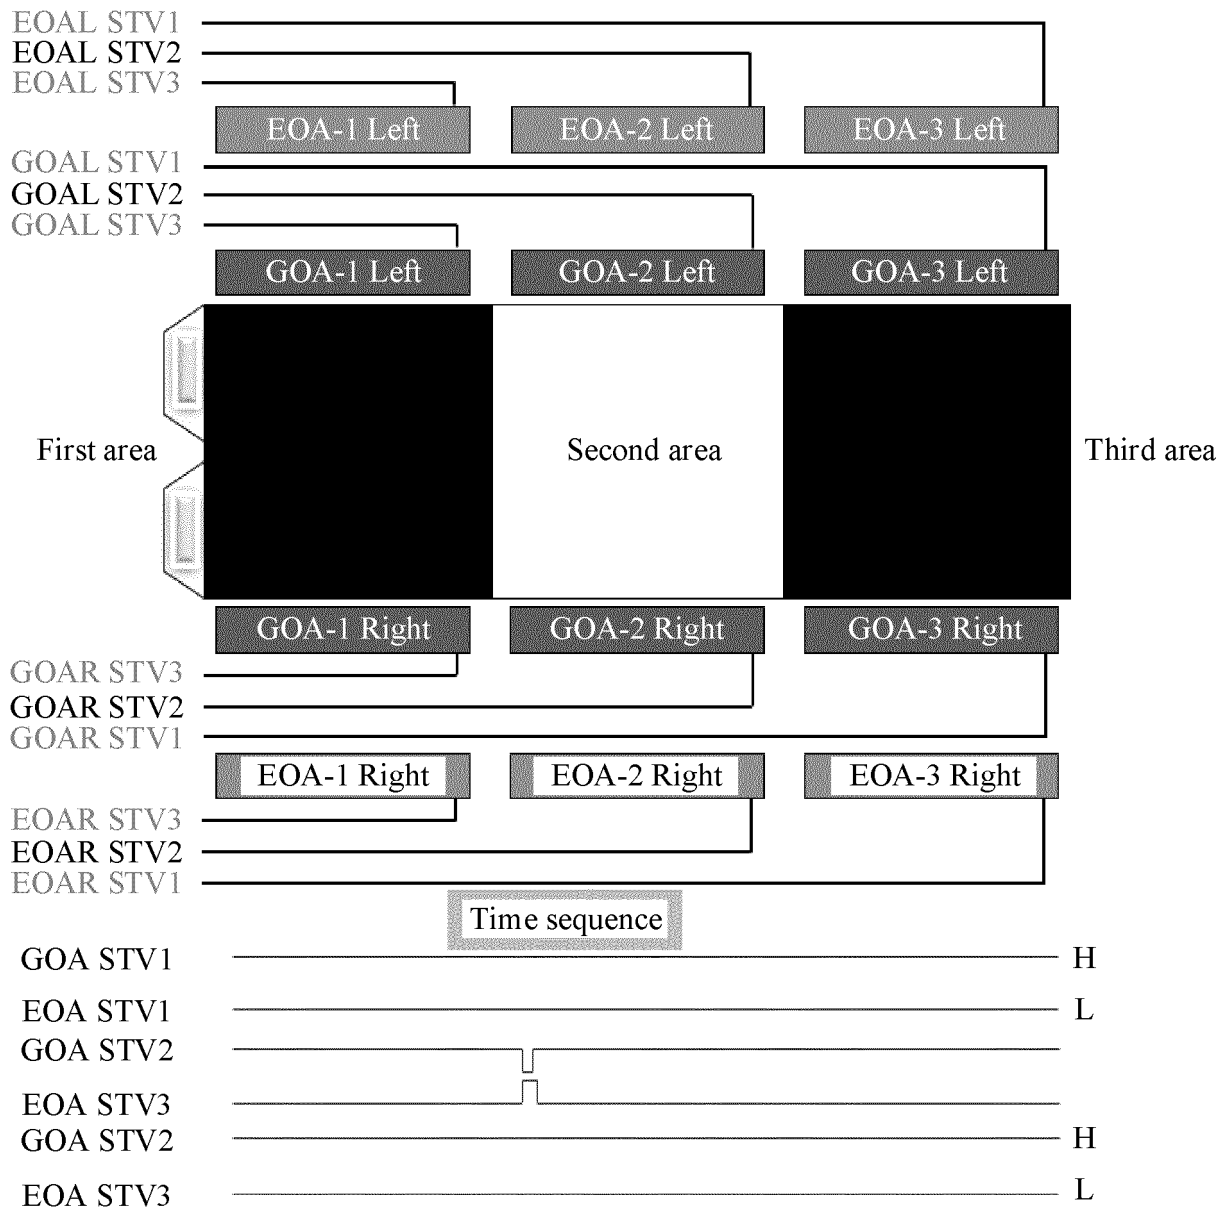 EOAL STV1
EOAL STV2
EOAL STV3
EOA-1 Left EOA-2 Left EOA-3 Left
GOAL STV1
GOAL STV2
GOAL STV3
GOA-1 Left GOA-2 Left GOA-3 Left
First area Second area Third area
GOA-1 Right GOA-2 Right GOA-3 Right
GOAR STV3
GOAR STV2
GOAR STV1
EOA-1 Right EOA-2 Right EOA-3 Right
EOAR STV3
EOAR STV2
EOAR STV1
Time sequence
GOA STV1 H
EOA STV1 L
GOA STV2
EOA STV3
GOA STV2 H
EOA STV3 L